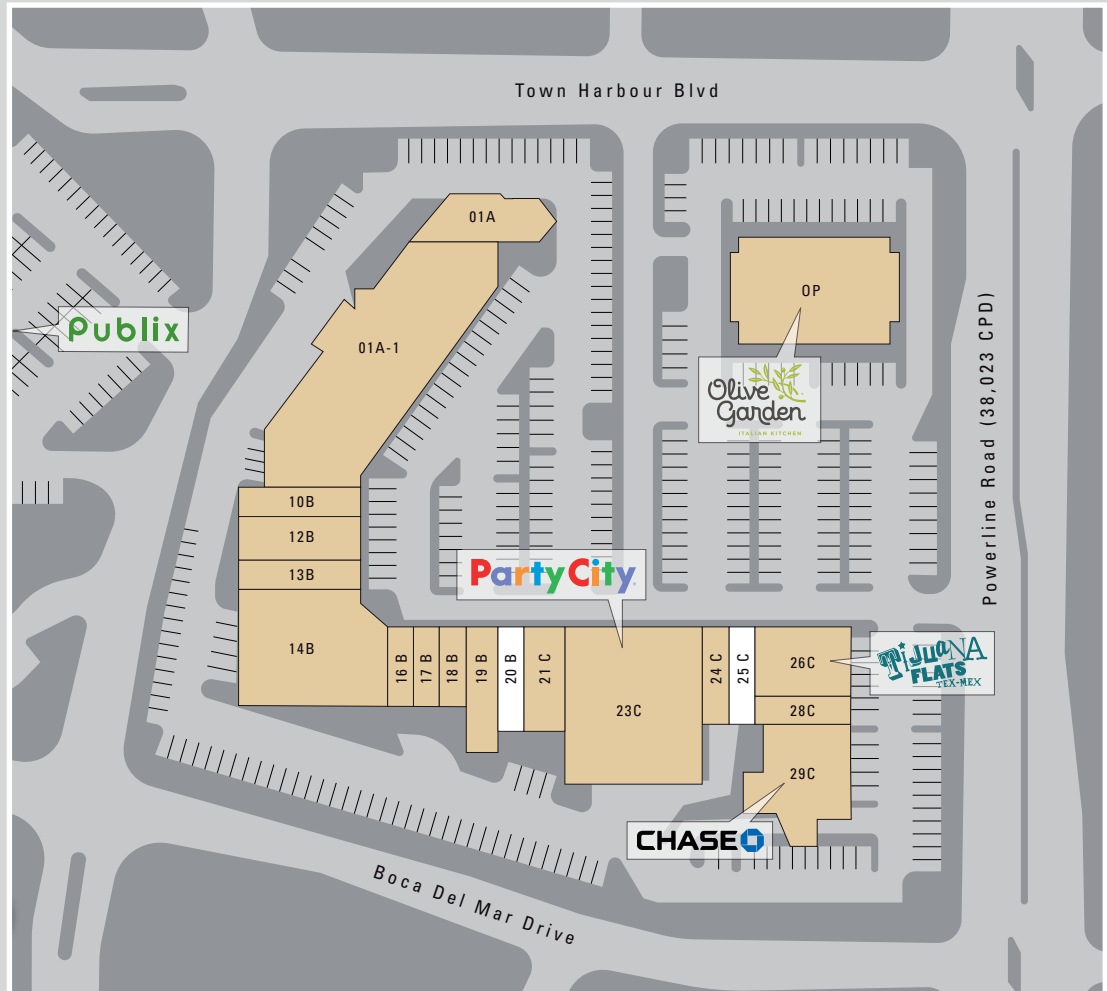 Town Harbour Blvd
01A
OP
Publix
01A-1
Olive
Garden
ITALIAN KITCHEN
Powerline Road (38,023 CPD)
10B
12B
13B
Party City
14B
16 B
17 B
18 B
19 B
20 B
21 C
23C
24 C
25 C
26C
TIJUANA
FLATS
TEX-MEX
28C
29C
CHASE
Boca Del Mar Drive